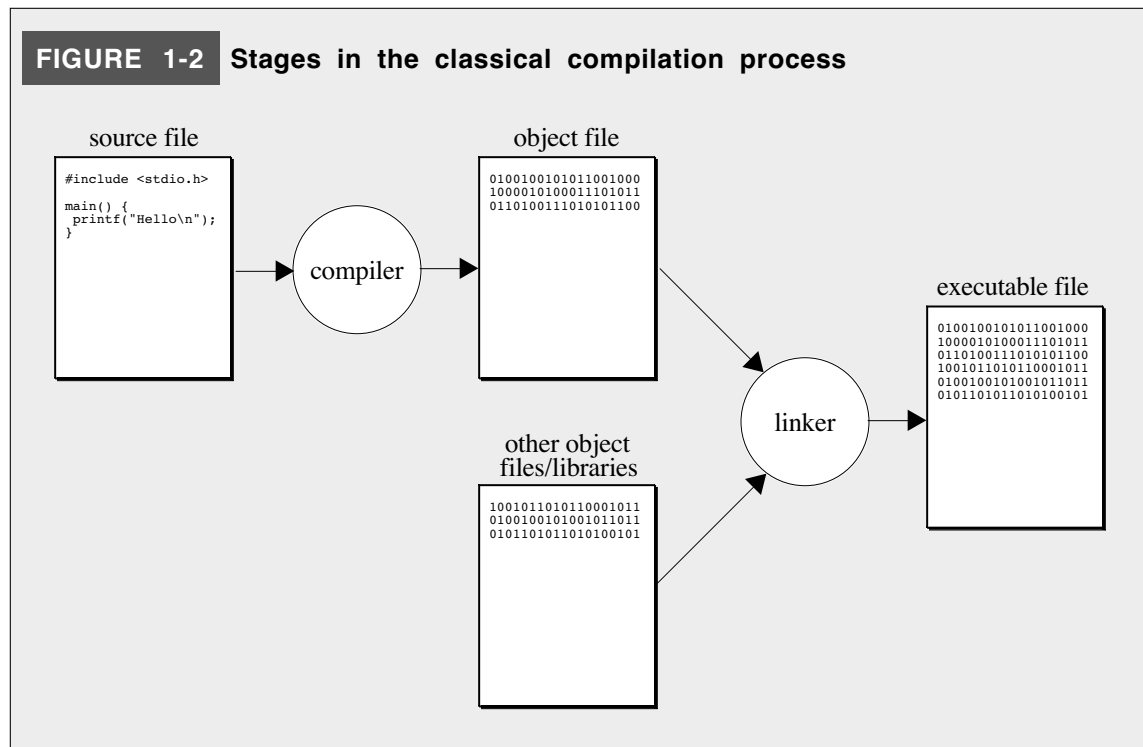 FIGURE 1-2 Stages in the classical compilation process
source file
#include <stdio.h>
main() {
printf("Hello\n");
}
compiler
object file
0100100101011001000
1000010100011101011
0110100111010101100
other object
files/libraries
1001011010110001011
0100100101001011011
0101101011010100101
linker
executable file
0100100101011001000
1000010100011101011
0110100111010101100
1001011010110001011
0100100101001011011
0101101011010100101